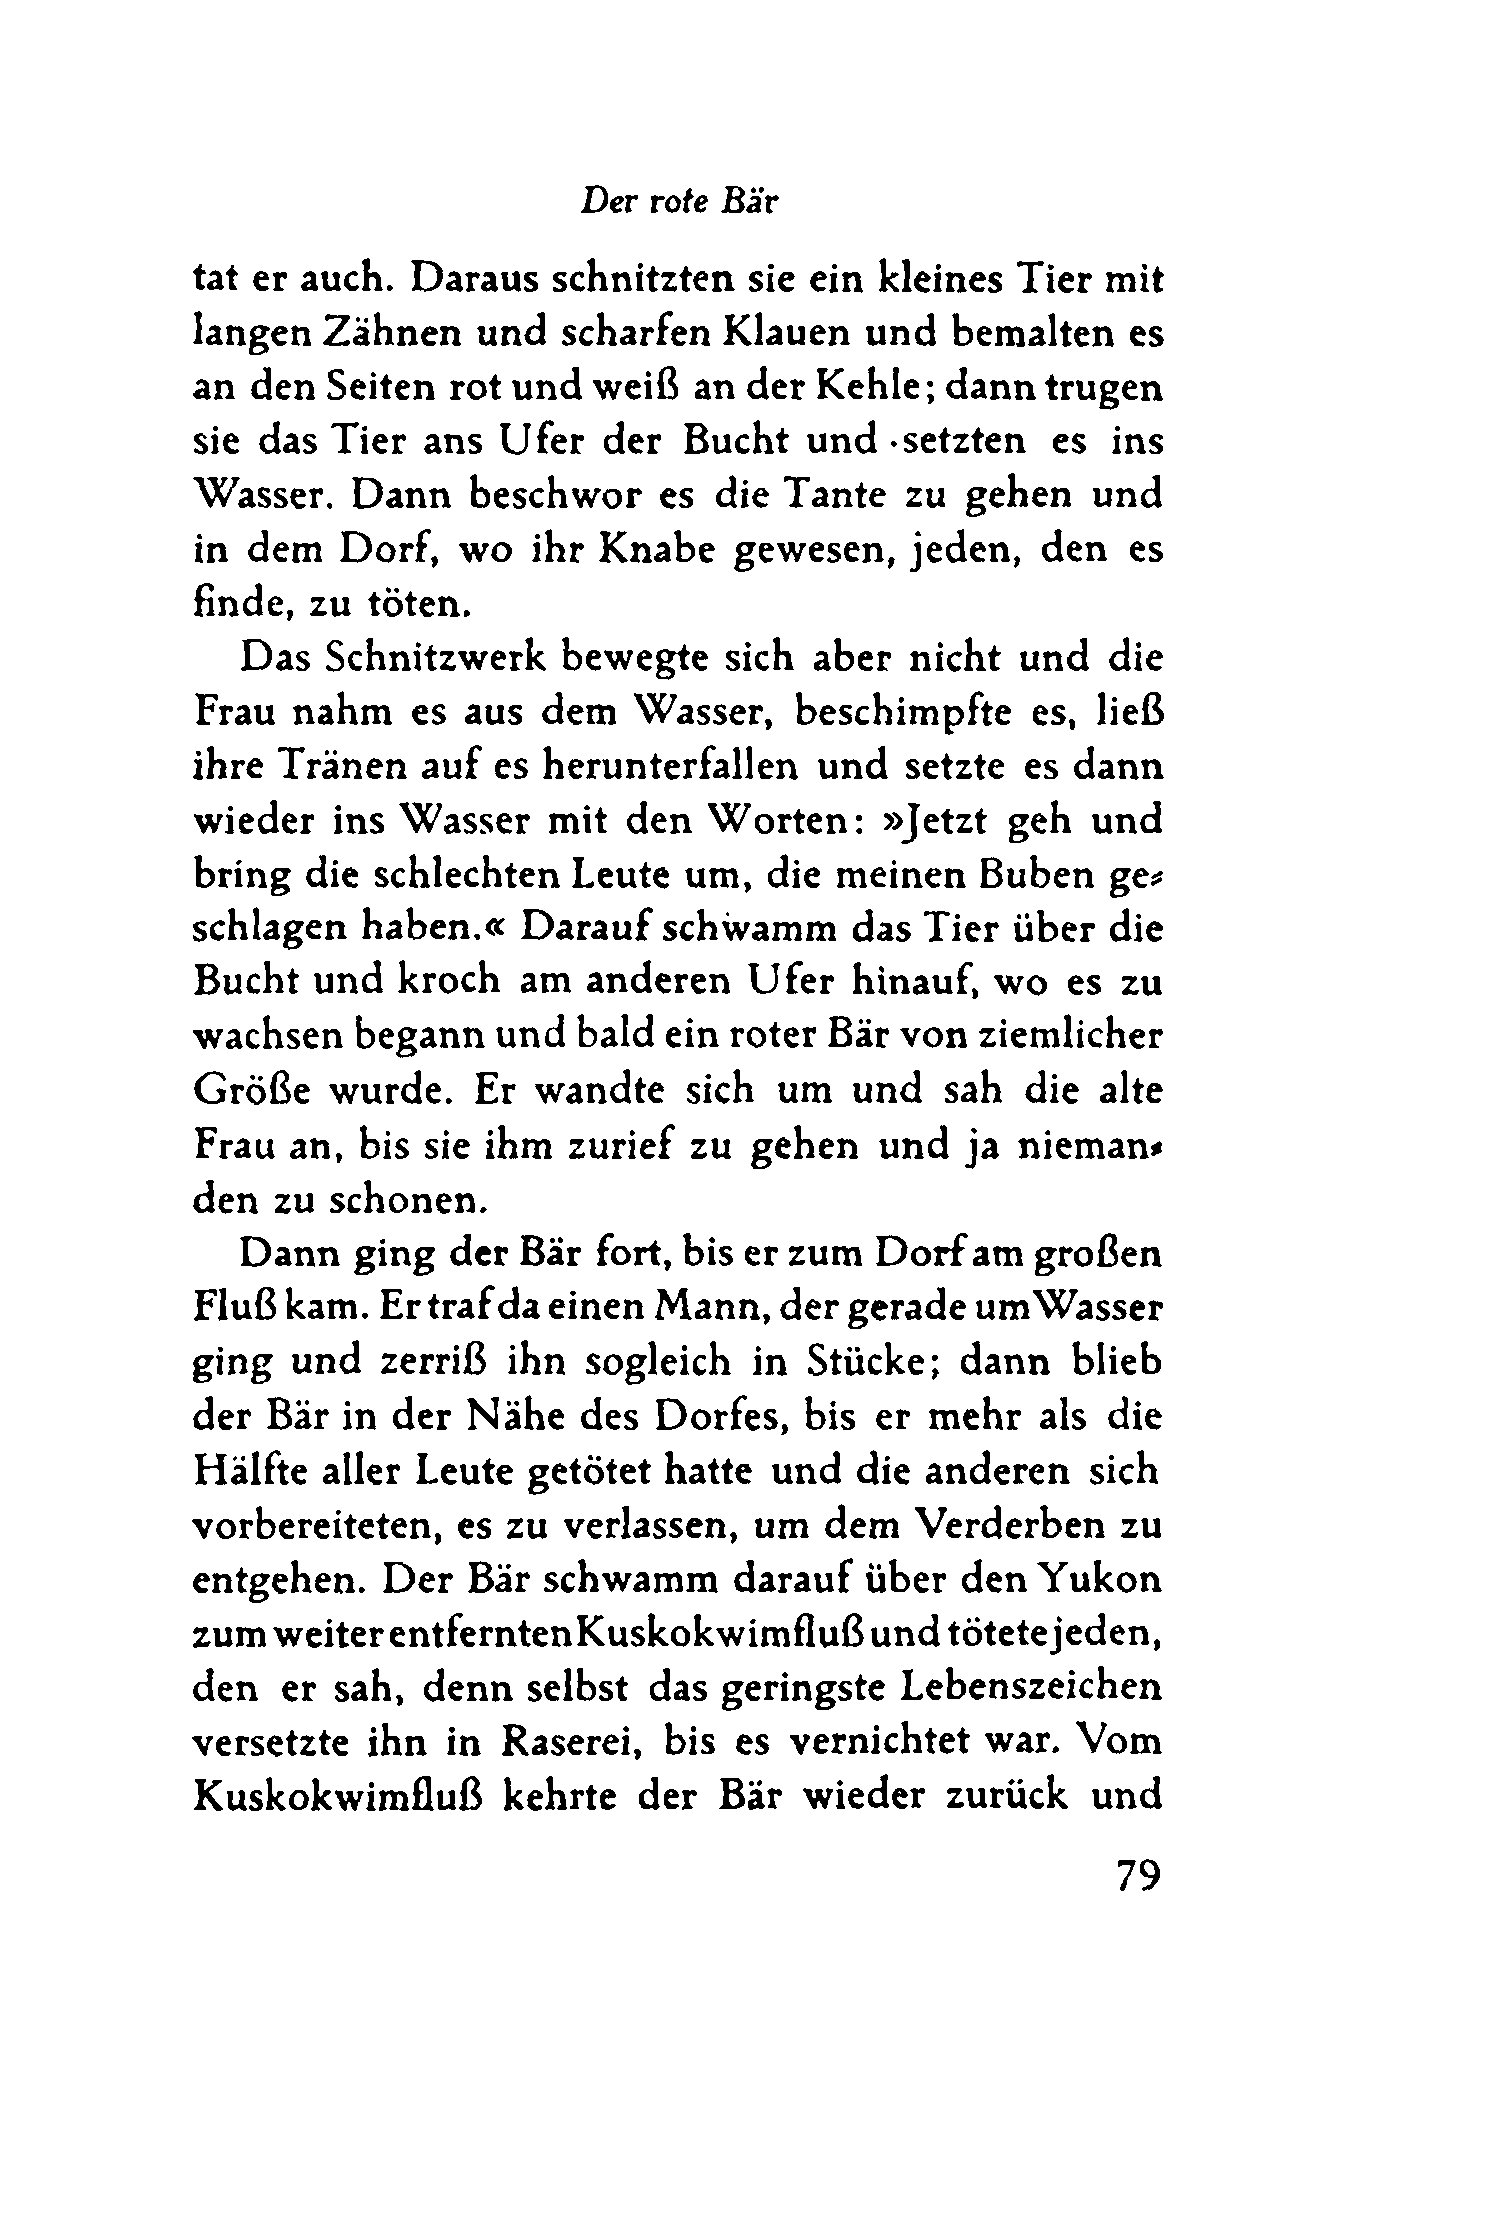 Der rote Bär
tat er auch. Daraus schnitzten sie ein kleines Tier mit
langen Zähnen und scharfen Klauen und bemalten es
an den Seiten rot und weiß an der Kehle; dann trugen
sie das Tier ans Ufer der Bucht und setzten es ins
Wasser. Dann beschwor es die Tante zu gehen und
in dem Dorf, wo ihr Knabe gewesen, jeden, den es
finde, zu töten.
Das Schnitzwerk bewegte sich aber nicht und die
Frau nahm es aus dem Wasser, beschimpfte es, ließ
ihre Tränen auf es herunterfallen und setzte es dann
wieder ins Wasser mit den Worten: »Jetzt geh und
bring die schlechten Leute um, die meinen Buben ge-
schlagen haben.« Darauf schwamm das Tier über die
Bucht und kroch am anderen Ufer hinauf, wo es zu
wachsen begann und bald ein roter Bär von ziemlicher
Größe wurde. Er wandte sich um und sah die alte
Frau an, bis sie ihm zurief zu gehen und ja nieman-
den zu schonen.
Dann ging der Bär fort, bis er zum Dorf am großen
Fluß kam. Er traf da einen Mann, der gerade um Wasser
ging und zerriß ihn sogleich in Stücke; dann blieb
der Bär in der Nähe des Dorfes, bis er mehr als die
Hälfte aller Leute getötet hatte und die anderen sich
vorbereiteten, es zu verlassen, um dem Verderben zu
entgehen. Der Bär schwamm darauf über den Yukon
zum weiter entfernten Kuskokwimfluß und tötete jeden,
den er sah, denn selbst das geringste Lebenszeichen
versetzte ihn in Raserei, bis es vernichtet war. Vom
Kuskokwimfluß kehrte der Bär wieder zurück und
79